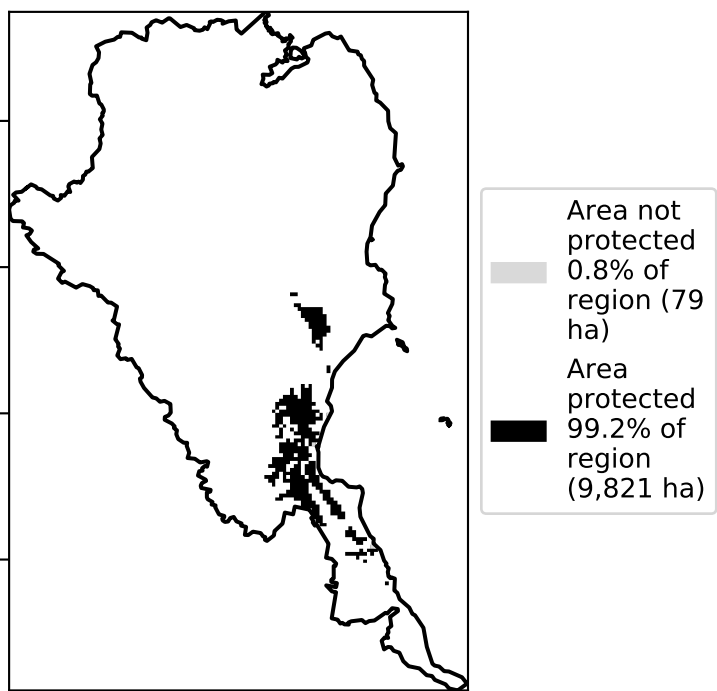 Area not
protected
0.8% of
region (79
ha)
Area
protected
99.2% of
region
(9,821 ha)